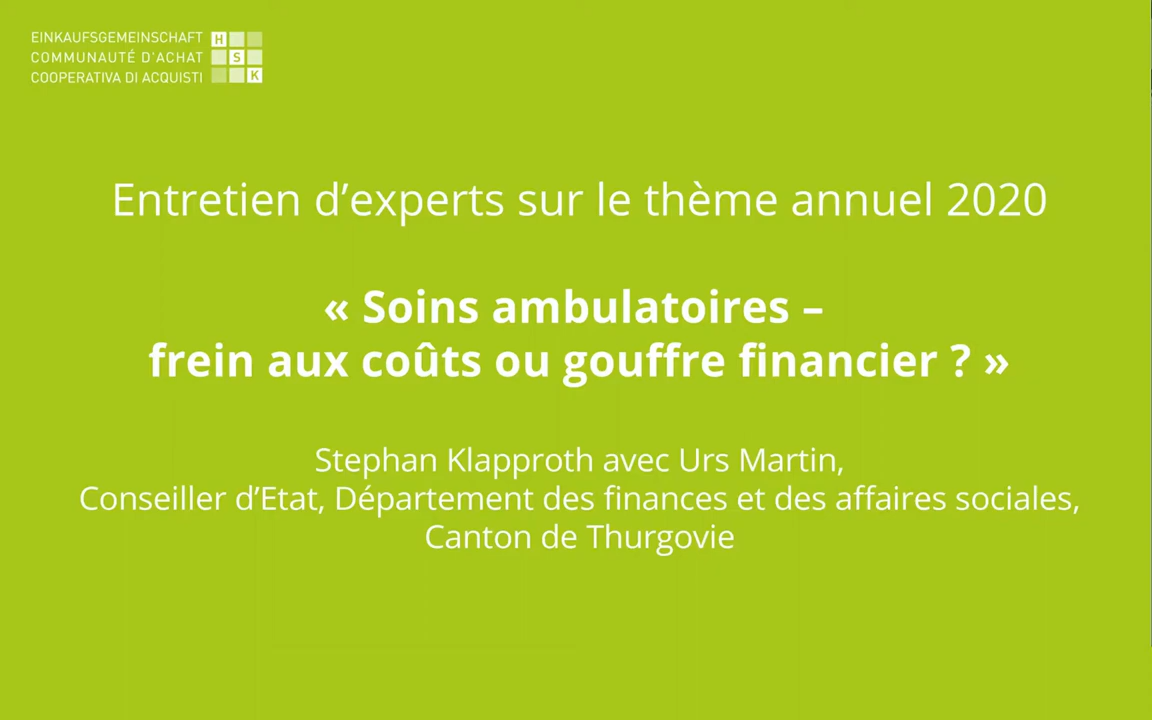 EINKAUFSGEMEINSCHAFT H
COMMUNAUTÉ D'ACHAT S
COOPERATIVA DI ACQUISTI K
Entretien d’experts sur le thème annuel 2020
« Soins ambulatoires –
frein aux coûts ou gouffre financier ? »
Stephan Klapproth avec Urs Martin,
Conseiller d’Etat, Département des finances et des affaires sociales,
Canton de Thurgovie